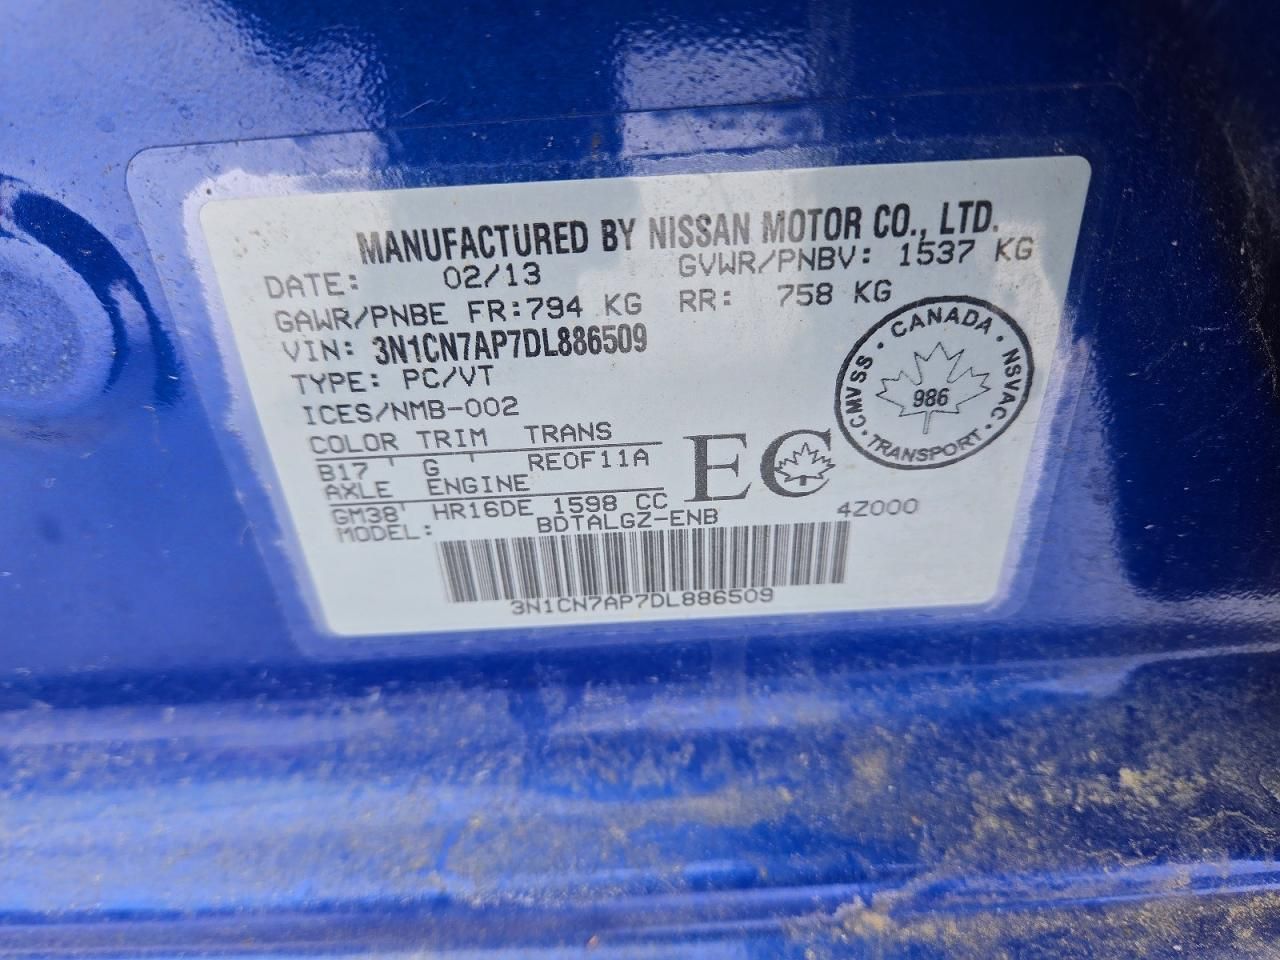 MANUFACTURED BY NISSAN MOTOR CO., LTD.
DATE: 02/13 GVWR/PNBV: 1537 KG
GAWR/PNBE FR:794 KG RR: 758 KG
VIN: 3N1CN7AP7DL886509
TYPE: PC/VT
ICES/NMB-002
COLOR TRIM TRANS
B17 G RE0F11A
AXLE ENGINE
GM38 HR16DE 1598 CC
MODEL: BDTALGZ-ENB 4Z000
3N1CN7AP7DL886509
EC
CANADA
CMVSS · NSVAC
986
TRANSPORT